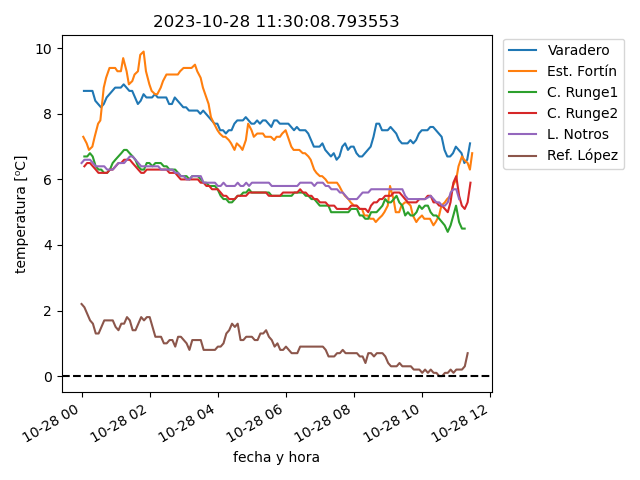 2023-10-28 11:30:08.793553
temperatura [ºC]
10
8
6
4
2
0
10-28 00
10-28 02
10-28 04
10-28 06
10-28 08
10-28 10
10-28 12
fecha y hora
Varadero
Est. Fortín
C. Runge1
C. Runge2
L. Notros
Ref. López